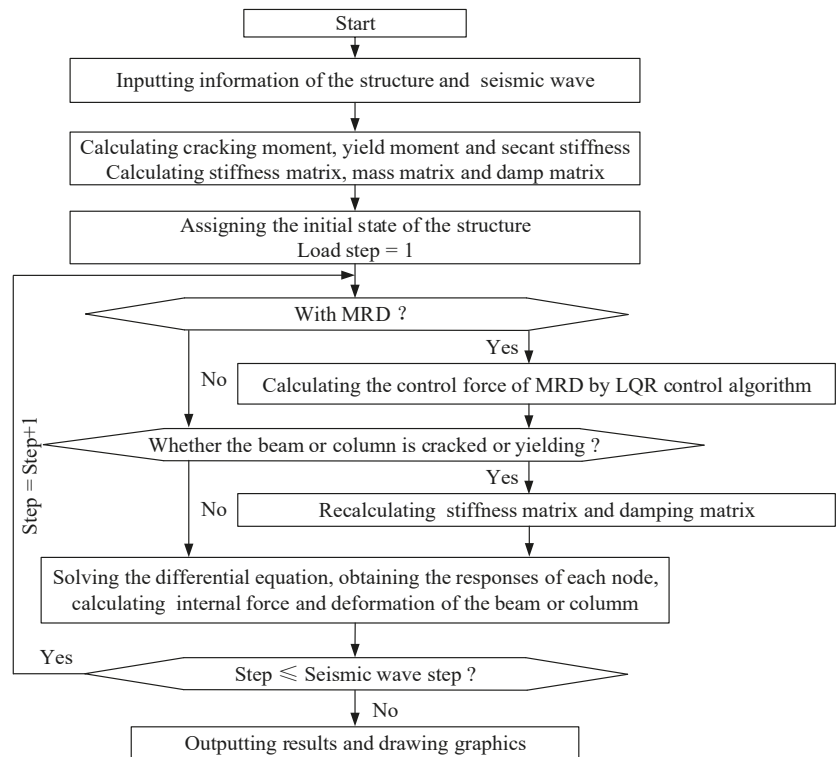 Start
Inputting information of the structure and seismic wave
Calculating cracking moment, yield moment and secant stiffness
Calculating stiffness matrix, mass matrix and damp matrix
Assigning the initial state of the structure
Load step = 1
With MRD ?
Yes
No
Calculating the control force of MRD by LQR control algorithm
Whether the beam or column is cracked or yielding ?
Yes
No
Recalculating stiffness matrix and damping matrix
Step = Step+1
Solving the differential equation, obtaining the responses of each node,
calculating internal force and deformation of the beam or columm
Yes
Step ⩽ Seismic wave step ?
No
Outputting results and drawing graphics